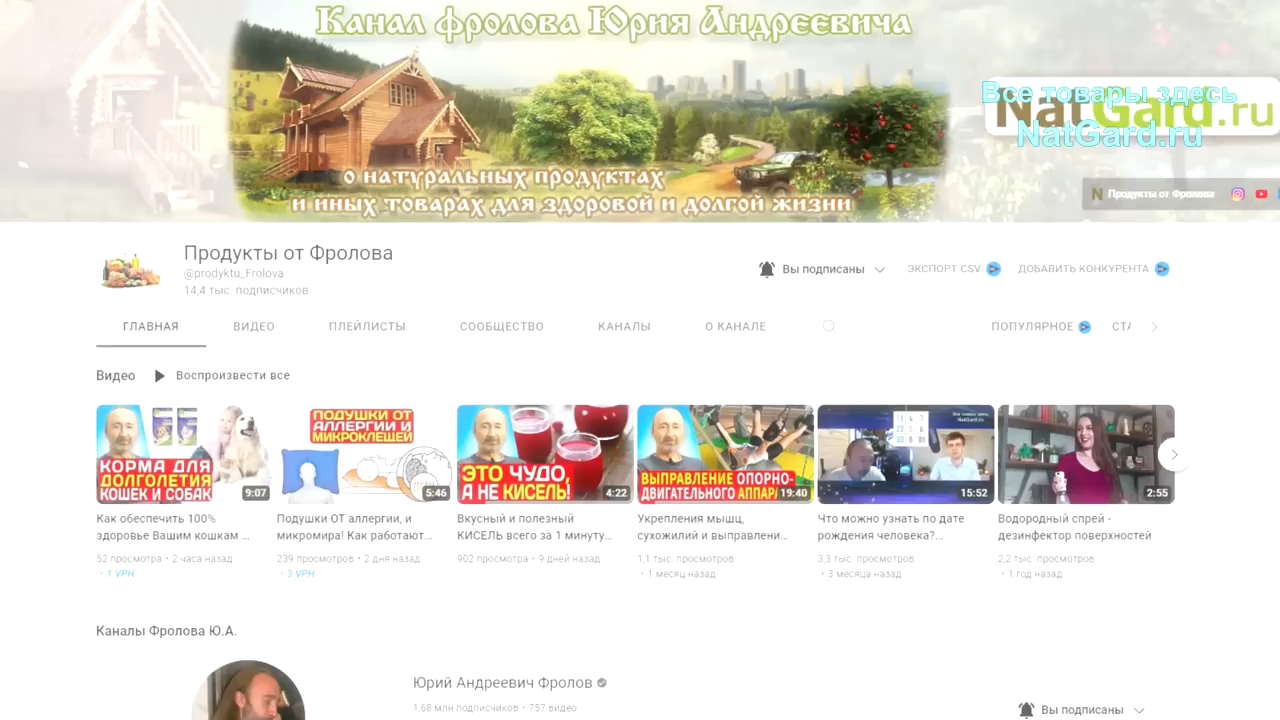 Канал фролова Юрия Андреевича
Все товары здесь
NatGard.ru
NatGard.ru
о натуральных продуктах
и иных товарах для здоровой и долгой жизни
N Продукты от Фролова
Продукты от Фролова
@prodyktu_Frolova
14,4 тыс. подписчиков
Вы подписаны
ЭКСПОРТ CSV
ДОБАВИТЬ КОНКУРЕНТА
ГЛАВНАЯ
ВИДЕО
ПЛЕЙЛИСТЫ
СООБЩЕСТВО
КАНАЛЫ
О КАНАЛЕ
ПОПУЛЯРНОЕ
Видео
Воспроизвести все
КОРМА ДЛЯ
ДОЛГОЛЕТИЯ
КОШЕК И СОБАК
9:07
ПОДУШКИ ОТ
АЛЛЕРГИИ И
МИКРОКЛЕЩЕЙ
5:46
ЭТО ЧУДО,
А НЕ КИСЕЛЬ!
4:22
ВЫПРАВЛЕНИЕ ОПОРНО-
ДВИГАТЕЛЬНОГО АППАРА
19:40
NatGard.ru
15:52
2:55
Как обеспечить 100%
здоровье Вашим кошкам ...
52 просмотра • 2 часа назад
• 1 VPH
Подушки ОТ аллергии, и
микромира! Как работают...
239 просмотров • 2 дня назад
• 3 VPH
Вкусный и полезный
КИСЕЛЬ всего за 1 минуту...
902 просмотра • 9 дней назад
Укрепления мышц,
сухожилий и выправлени...
1,1 тыс. просмотров
• 1 месяц назад
Что можно узнать по дате
рождения человека?...
3,3 тыс. просмотров
• 3 месяца назад
Водородный спрей -
дезинфектор поверхностей
2,2 тыс. просмотров
• 1 год назад
Каналы Фролова Ю.А.
Юрий Андреевич Фролов
1,68 млн подписчиков • 757 видео
Вы подписаны